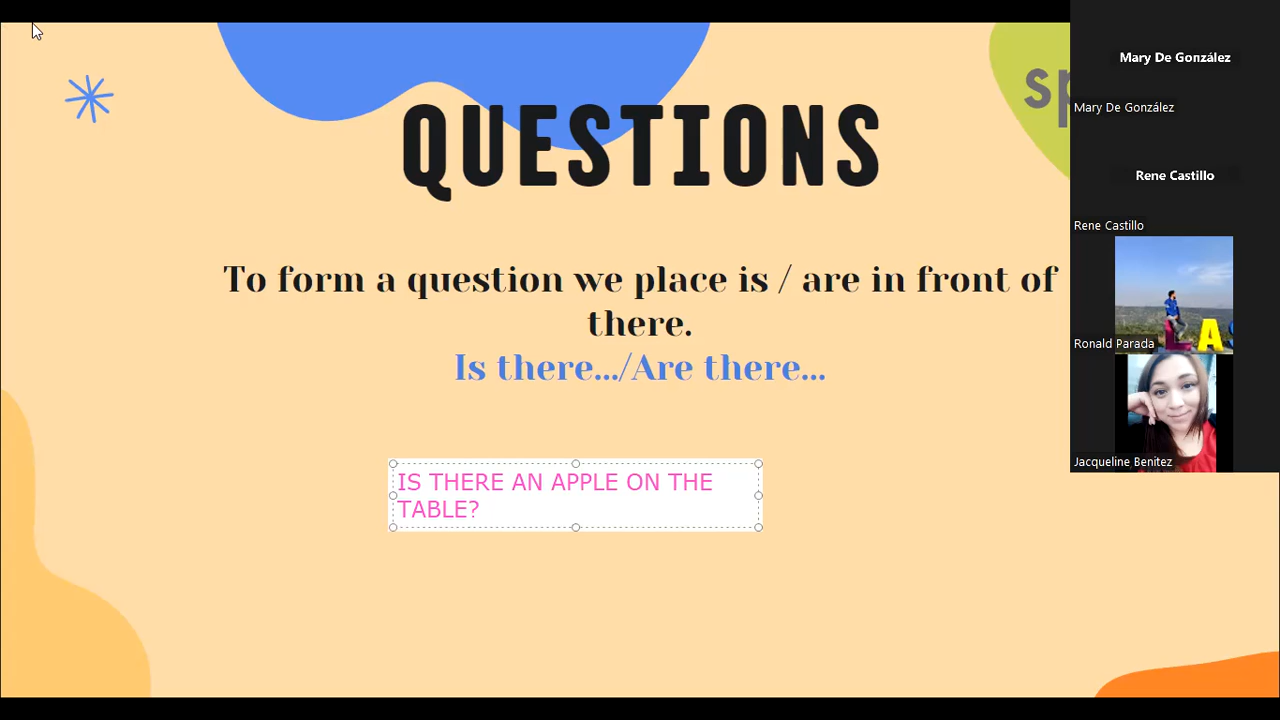 QUESTIONS
To form a question we place is / are in front of
there.
Is there.../Are there...
IS THERE AN APPLE ON THE
TABLE?
Mary De González
Mary De González
Rene Castillo
Rene Castillo
Ronald Parada
Jacqueline Benitez